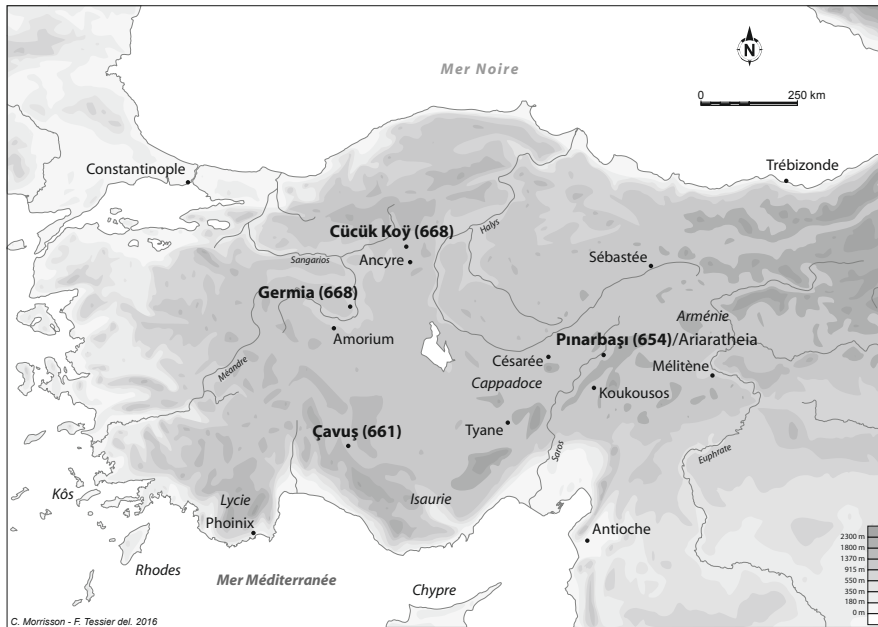 Mer Noire
N
0 250 km
Constantinople
Trébizonde
Cücük Koÿ (668)
Halys
Ancyre
Sangarios
Sébastée
Germia (668)
Arménie
Amorium
Pınarbaşı (654)/Ariaratheia
Césarée
Mélitène
Méandre
Cappadoce
Koukousos
Çavuş (661)
Tyane
Saros
Euphrate
Kôs
Lycie
Isaurie
Phoinix
Antioche
Rhodes
Mer Méditerranée
Chypre
2300 m
1800 m
1370 m
915 m
550 m
350 m
180 m
0 m
C. Morrisson - F. Tessier del. 2016